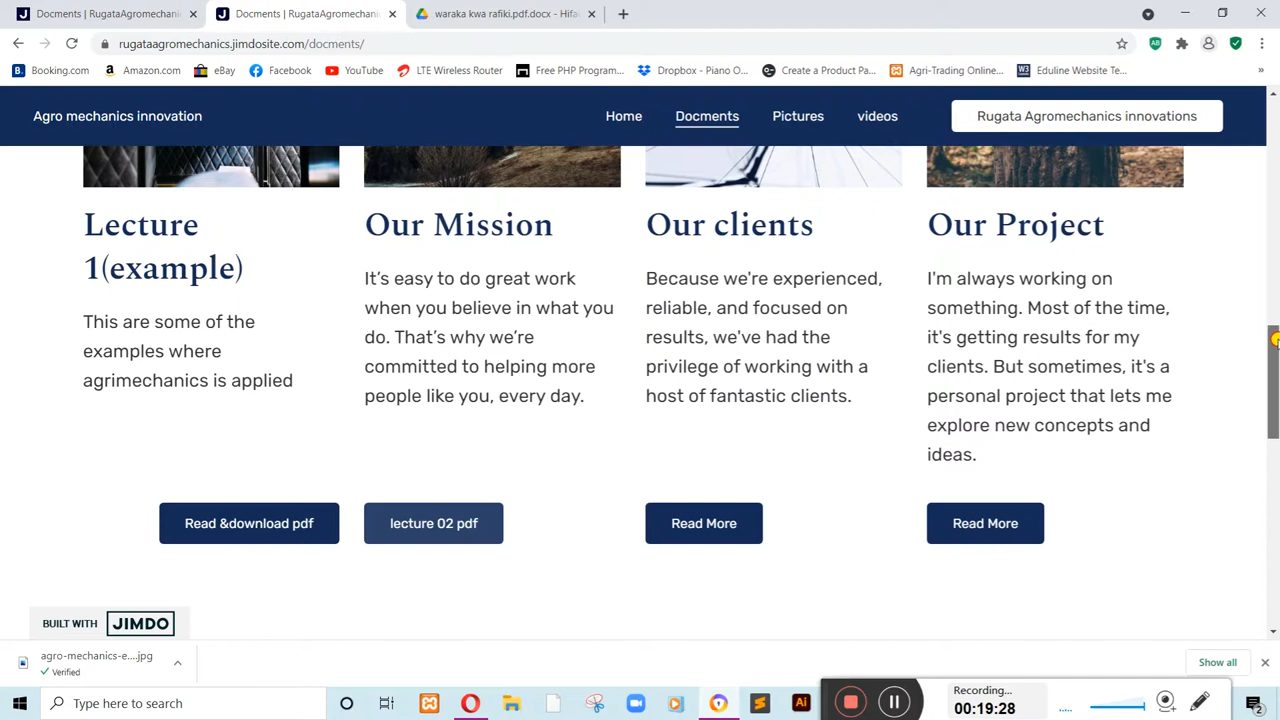 Docments | RugataAgromechanic
Docments | RugataAgromechanic
waraka kwa rafiki.pdf.docx - Hifa
rugataagromechanics.jimdosite.com/docments/
Booking.com
Amazon.com
eBay
Facebook
YouTube
LTE Wireless Router
Free PHP Program...
Dropbox - Piano O...
Create a Product Pa...
Agri-Trading Online...
Eduline Website Te...
Agro mechanics innovation
Home
Docments
Pictures
videos
Rugata Agromechanics innovations
Lecture
1(example)
This are some of the
examples where
agrimechanics is applied
Read &download pdf
Our Mission
It's easy to do great work
when you believe in what you
do. That's why we're
committed to helping more
people like you, every day.
lecture 02 pdf
Our clients
Because we're experienced,
reliable, and focused on
results, we've had the
privilege of working with a
host of fantastic clients.
Read More
Our Project
I'm always working on
something. Most of the time,
it's getting results for my
clients. But sometimes, it's a
personal project that lets me
explore new concepts and
ideas.
Read More
BUILT WITH JIMDO
agro-mechanics-e....jpg
Verified
Show all
Type here to search
Recording...
00:19:28
2